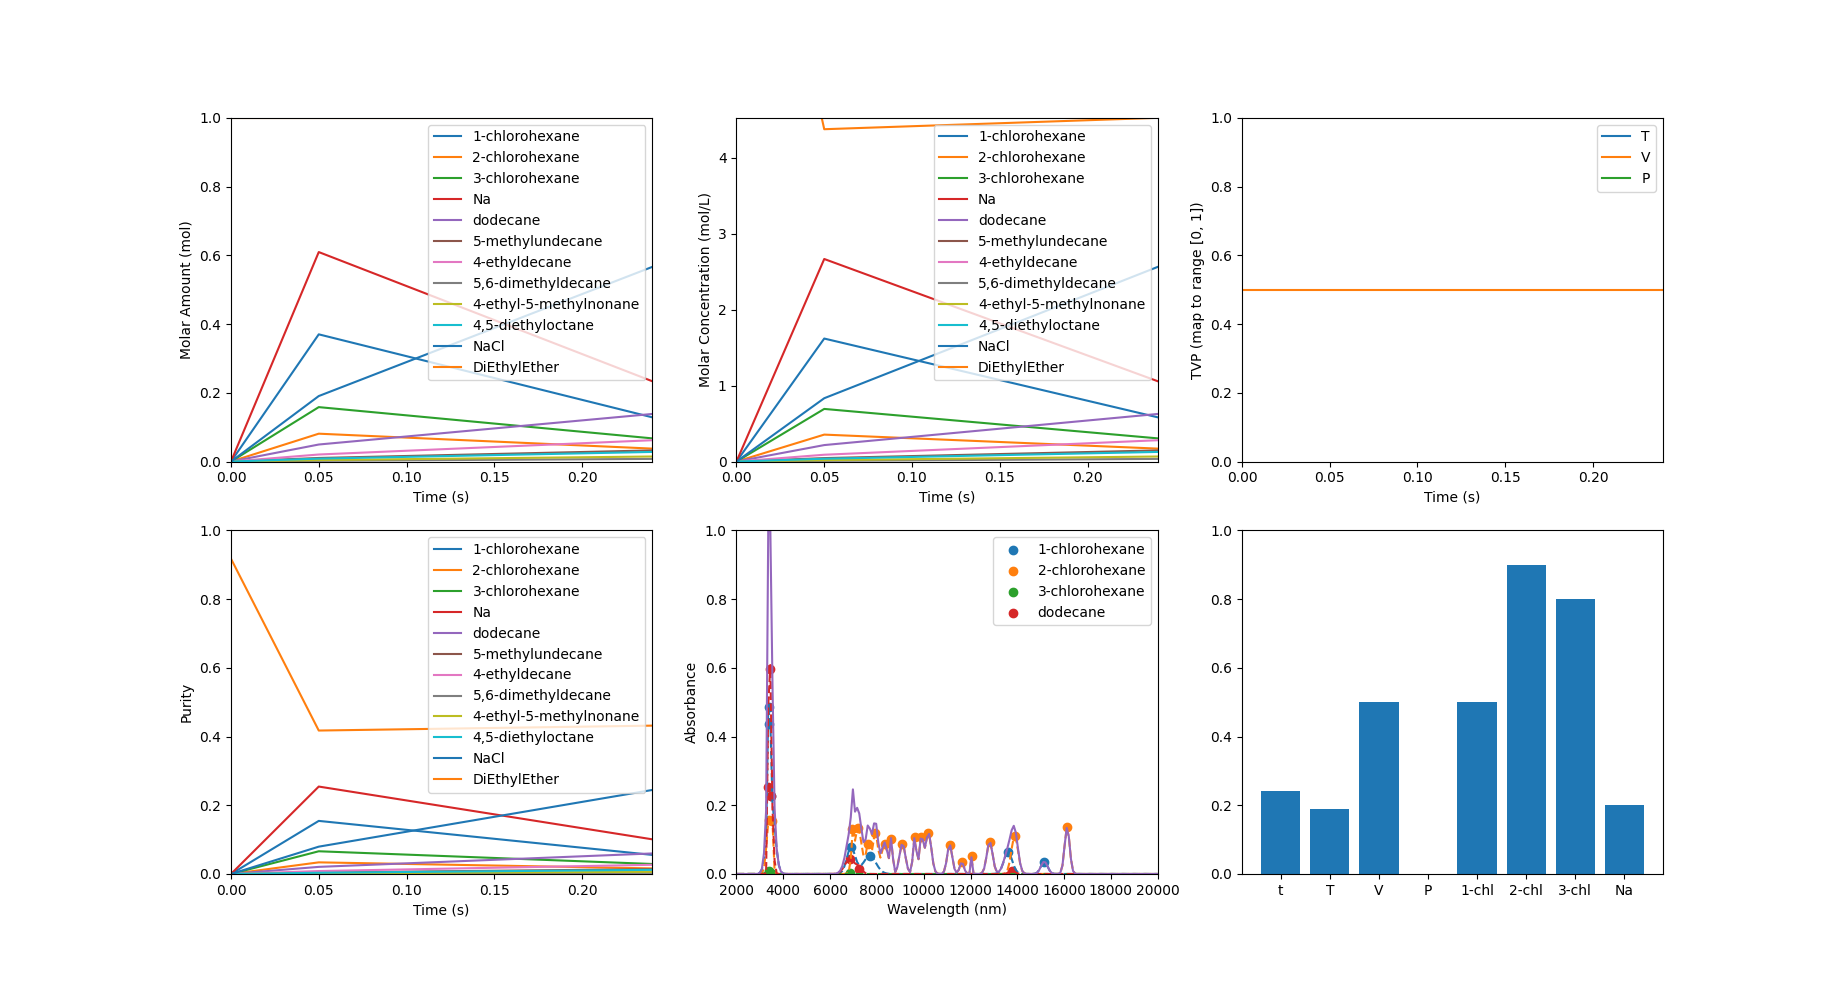 1.0
0.8
0.6
0.4
0.2
0.0
Molar Amount (mol)
1-chlorohexane
2-chlorohexane
3-chlorohexane
Na
dodecane
5-methylundecane
4-ethyldecane
5,6-dimethyldecane
4-ethyl-5-methylnonane
4,5-diethyloctane
NaCl
DiEthylEther
0.00 0.05 0.10 0.15 0.20
Time (s)
4
3
2
1
0
Molar Concentration (mol/L)
1-chlorohexane
2-chlorohexane
3-chlorohexane
Na
dodecane
5-methylundecane
4-ethyldecane
5,6-dimethyldecane
4-ethyl-5-methylnonane
4,5-diethyloctane
NaCl
DiEthylEther
0.00 0.05 0.10 0.15 0.20
Time (s)
1.0
0.8
0.6
0.4
0.2
0.0
TVP (map to range [0, 1])
T
V
P
0.00 0.05 0.10 0.15 0.20
Time (s)
1.0
0.8
0.6
0.4
0.2
0.0
Purity
1-chlorohexane
2-chlorohexane
3-chlorohexane
Na
dodecane
5-methylundecane
4-ethyldecane
5,6-dimethyldecane
4-ethyl-5-methylnonane
4,5-diethyloctane
NaCl
DiEthylEther
0.00 0.05 0.10 0.15 0.20
Time (s)
1.0
0.8
0.6
0.4
0.2
0.0
Absorbance
1-chlorohexane
2-chlorohexane
3-chlorohexane
dodecane
2000 4000 6000 8000 10000 12000 14000 16000 18000 20000
Wavelength (nm)
1.0
0.8
0.6
0.4
0.2
0.0
t T V P 1-chl 2-chl 3-chl Na